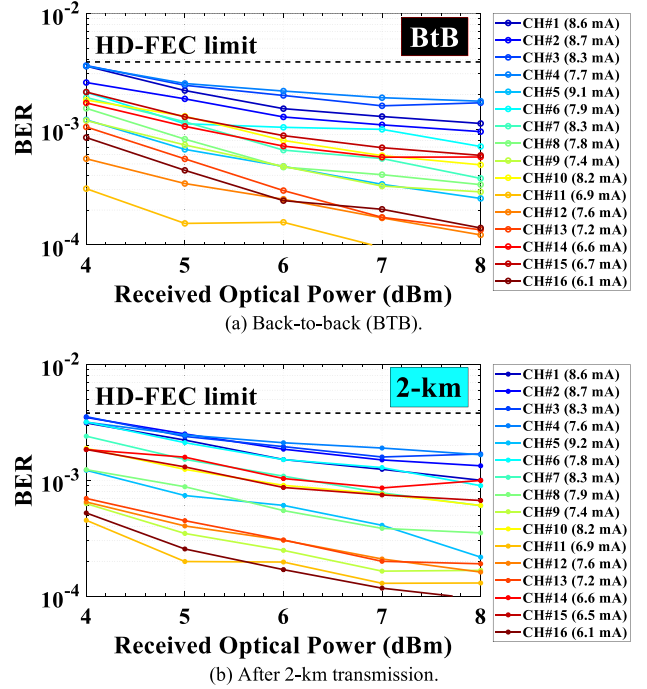 10⁻²
BtB
HD-FEC limit
BER
10⁻³
10⁻⁴
4 5 6 7 8
Received Optical Power (dBm)
CH#1 (8.6 mA)
CH#2 (8.7 mA)
CH#3 (8.3 mA)
CH#4 (7.7 mA)
CH#5 (9.1 mA)
CH#6 (7.9 mA)
CH#7 (8.3 mA)
CH#8 (7.8 mA)
CH#9 (7.4 mA)
CH#10 (8.2 mA)
CH#11 (6.9 mA)
CH#12 (7.6 mA)
CH#13 (7.2 mA)
CH#14 (6.6 mA)
CH#15 (6.7 mA)
CH#16 (6.1 mA)
(a) Back-to-back (BTB).
10⁻²
2-km
HD-FEC limit
BER
10⁻³
10⁻⁴
4 5 6 7 8
Received Optical Power (dBm)
CH#1 (8.6 mA)
CH#2 (8.7 mA)
CH#3 (8.3 mA)
CH#4 (7.6 mA)
CH#5 (9.2 mA)
CH#6 (7.8 mA)
CH#7 (8.3 mA)
CH#8 (7.9 mA)
CH#9 (7.4 mA)
CH#10 (8.2 mA)
CH#11 (6.9 mA)
CH#12 (7.6 mA)
CH#13 (7.2 mA)
CH#14 (6.6 mA)
CH#15 (6.5 mA)
CH#16 (6.1 mA)
(b) After 2-km transmission.